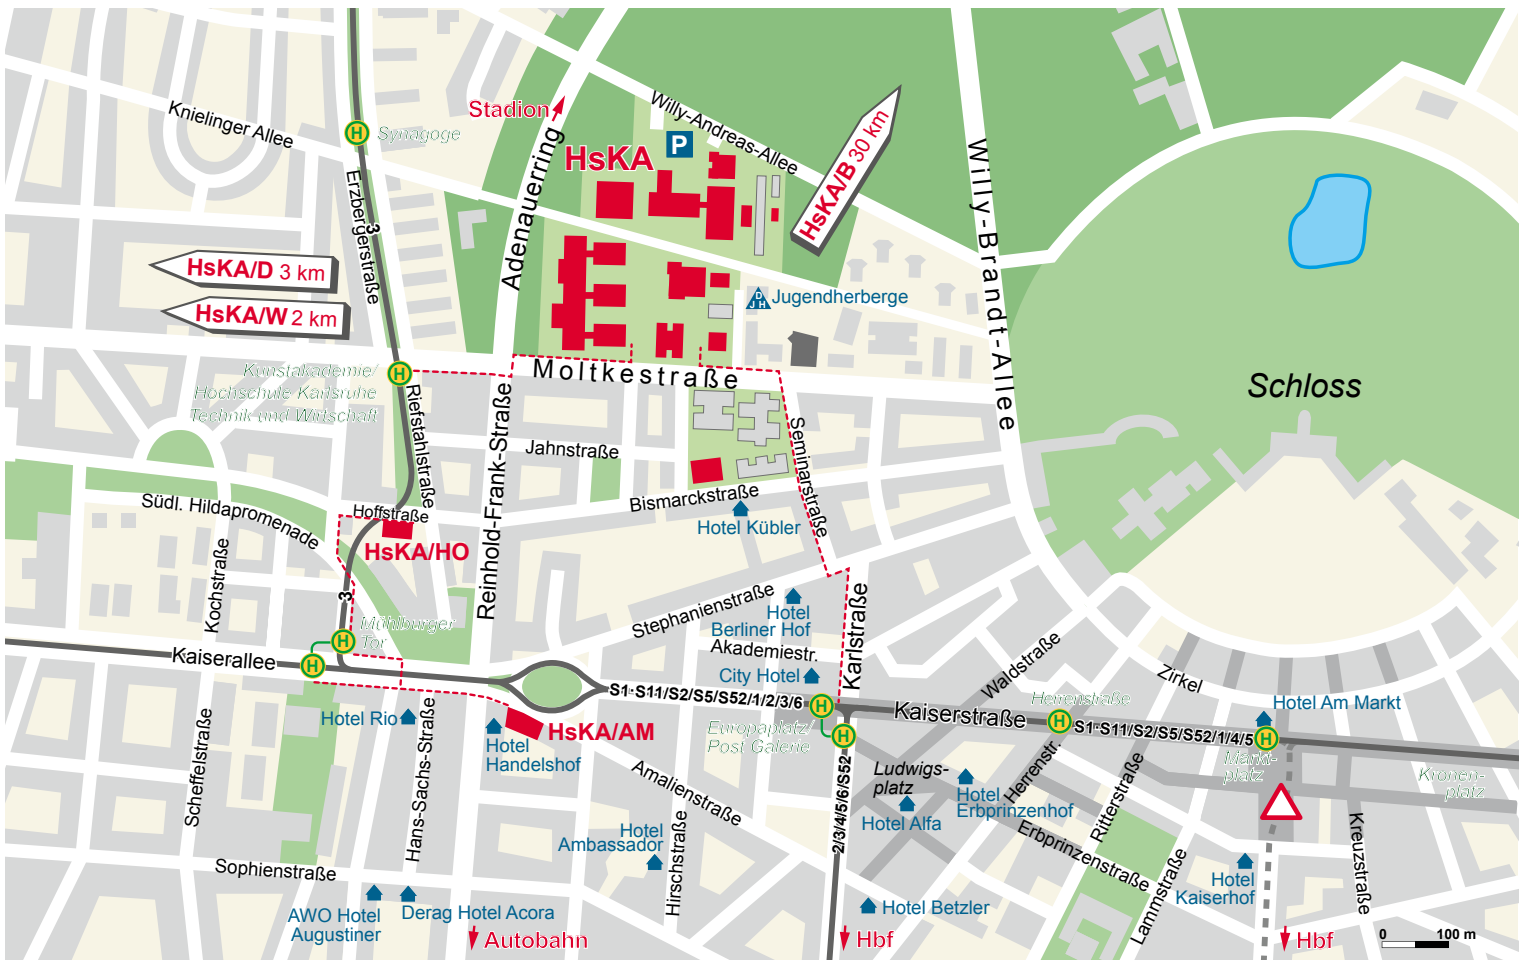 Knielinger Allee
H
Synagoge
Stadion
Willy-Andreas-Allee
P
HsKA
HsKA/B 30 km
Adenauerring
Willy-Brandt-Allee
Erzbergerstraße
3
HsKA/D 3 km
HsKA/W 2 km
D
J H
Jugendherberge
Kunstakademie/
Hochschule Karlsruhe
Technik und Wirtschaft
H
Moltkestraße
Schloss
Riefstahlstraße
Reinhold-Frank-Straße
Jahnstraße
Seminarstraße
Bismarckstraße
Hotel Kübler
Südl. Hildapromenade
Hoffstraße
HsKA/HO
Kochstraße
3
Mühlburger
Tor
H
H
Kaiserallee
Stephanienstraße
Hotel
Berliner Hof
Akademiestr.
City Hotel
Karlstraße
Waldstraße
Zirkel
S1·S11/S2/S5/S52/1/2/3/6
H
H
Europaplatz/
Post Galerie
Kaiserstraße
Herrenstraße
H
S1·S11/S2/S5/S52/1/4/5
H
Hotel Am Markt
Markt-
platz
Kronen-
platz
Hotel Rio
Hotel
Handelshof
HsKA/AM
Scheffelstraße
Hans-Sachs-Straße
Amalienstraße
Ludwigs-
platz
Hotel Alfa
Hotel
Erbprinzenhof
Herrenstr.
Ritterstraße
Erbprinzenstraße
2/3/4/5/6/S52
Hotel
Ambassador
Hirschstraße
Sophienstraße
AWO Hotel
Augustiner
Derag Hotel Acora
Autobahn
Hotel Betzler
Hbf
Lammstraße
Hotel
Kaiserhof
Kreuzstraße
Hbf
0 100 m